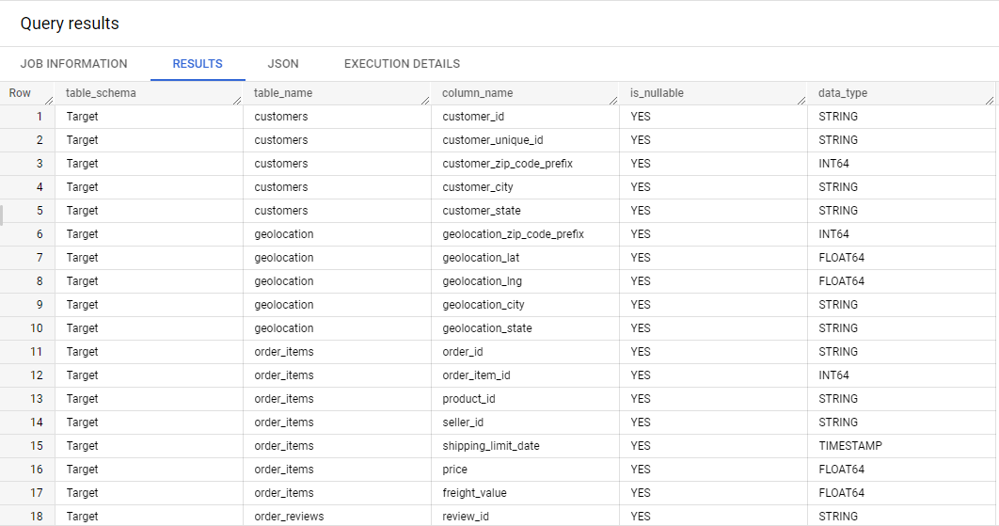 Query results
JOB INFORMATION RESULTS JSON EXECUTION DETAILS
Row table_schema table_name column_name is_nullable data_type
1 Target customers customer_id YES STRING
2 Target customers customer_unique_id YES STRING
3 Target customers customer_zip_code_prefix YES INT64
4 Target customers customer_city YES STRING
5 Target customers customer_state YES STRING
6 Target geolocation geolocation_zip_code_prefix YES INT64
7 Target geolocation geolocation_lat YES FLOAT64
8 Target geolocation geolocation_lng YES FLOAT64
9 Target geolocation geolocation_city YES STRING
10 Target geolocation geolocation_state YES STRING
11 Target order_items order_id YES STRING
12 Target order_items order_item_id YES INT64
13 Target order_items product_id YES STRING
14 Target order_items seller_id YES STRING
15 Target order_items shipping_limit_date YES TIMESTAMP
16 Target order_items price YES FLOAT64
17 Target order_items freight_value YES FLOAT64
18 Target order_reviews review_id YES STRING